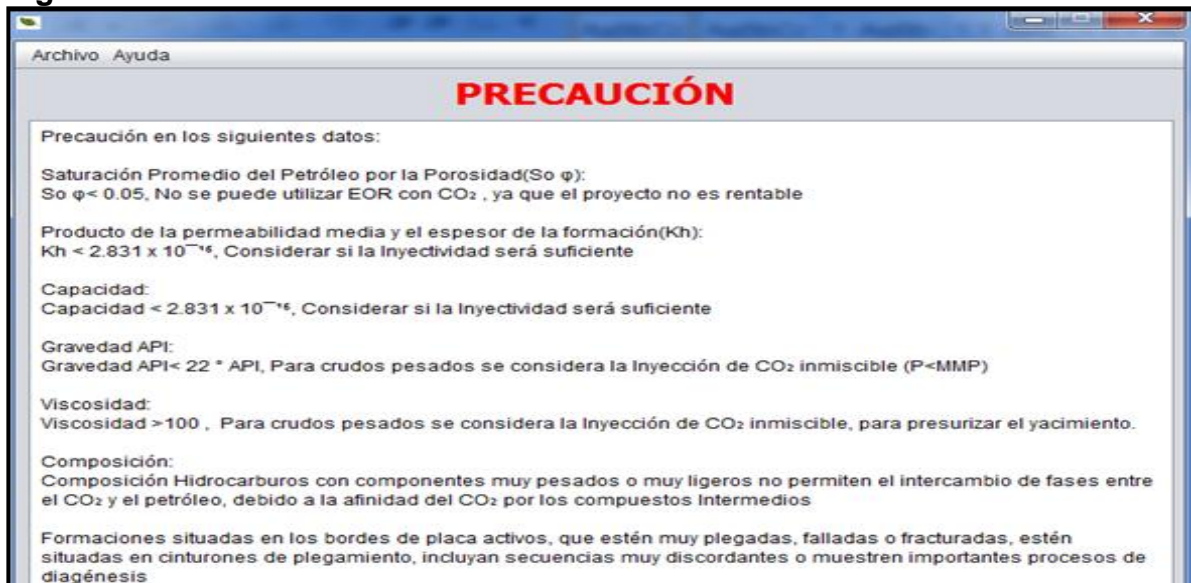 Archivo Ayuda
PRECAUCIÓN
Precaución en los siguientes datos:
Saturación Promedio del Petróleo por la Porosidad(So φ):
So φ< 0.05, No se puede utilizar EOR con CO₂ , ya que el proyecto no es rentable
Producto de la permeabilidad media y el espesor de la formación(Kh):
Kh < 2.831 x 10⁻¹⁶, Considerar si la Inyectividad será suficiente
Capacidad:
Capacidad < 2.831 x 10⁻¹⁶, Considerar si la Inyectividad será suficiente
Gravedad API:
Gravedad API< 22 ° API, Para crudos pesados se considera la Inyección de CO₂ inmiscible (P<MMP)
Viscosidad:
Viscosidad >100 , Para crudos pesados se considera la Inyección de CO₂ inmiscible, para presurizar el yacimiento.
Composición:
Composición Hidrocarburos con componentes muy pesados o muy ligeros no permiten el intercambio de fases entre
el CO₂ y el petróleo, debido a la afinidad del CO₂ por los compuestos Intermedios
Formaciones situadas en los bordes de placa activos, que estén muy plegadas, falladas o fracturadas, estén
situadas en cinturones de plegamiento, incluyan secuencias muy discordantes o muestren importantes procesos de
diagénesis